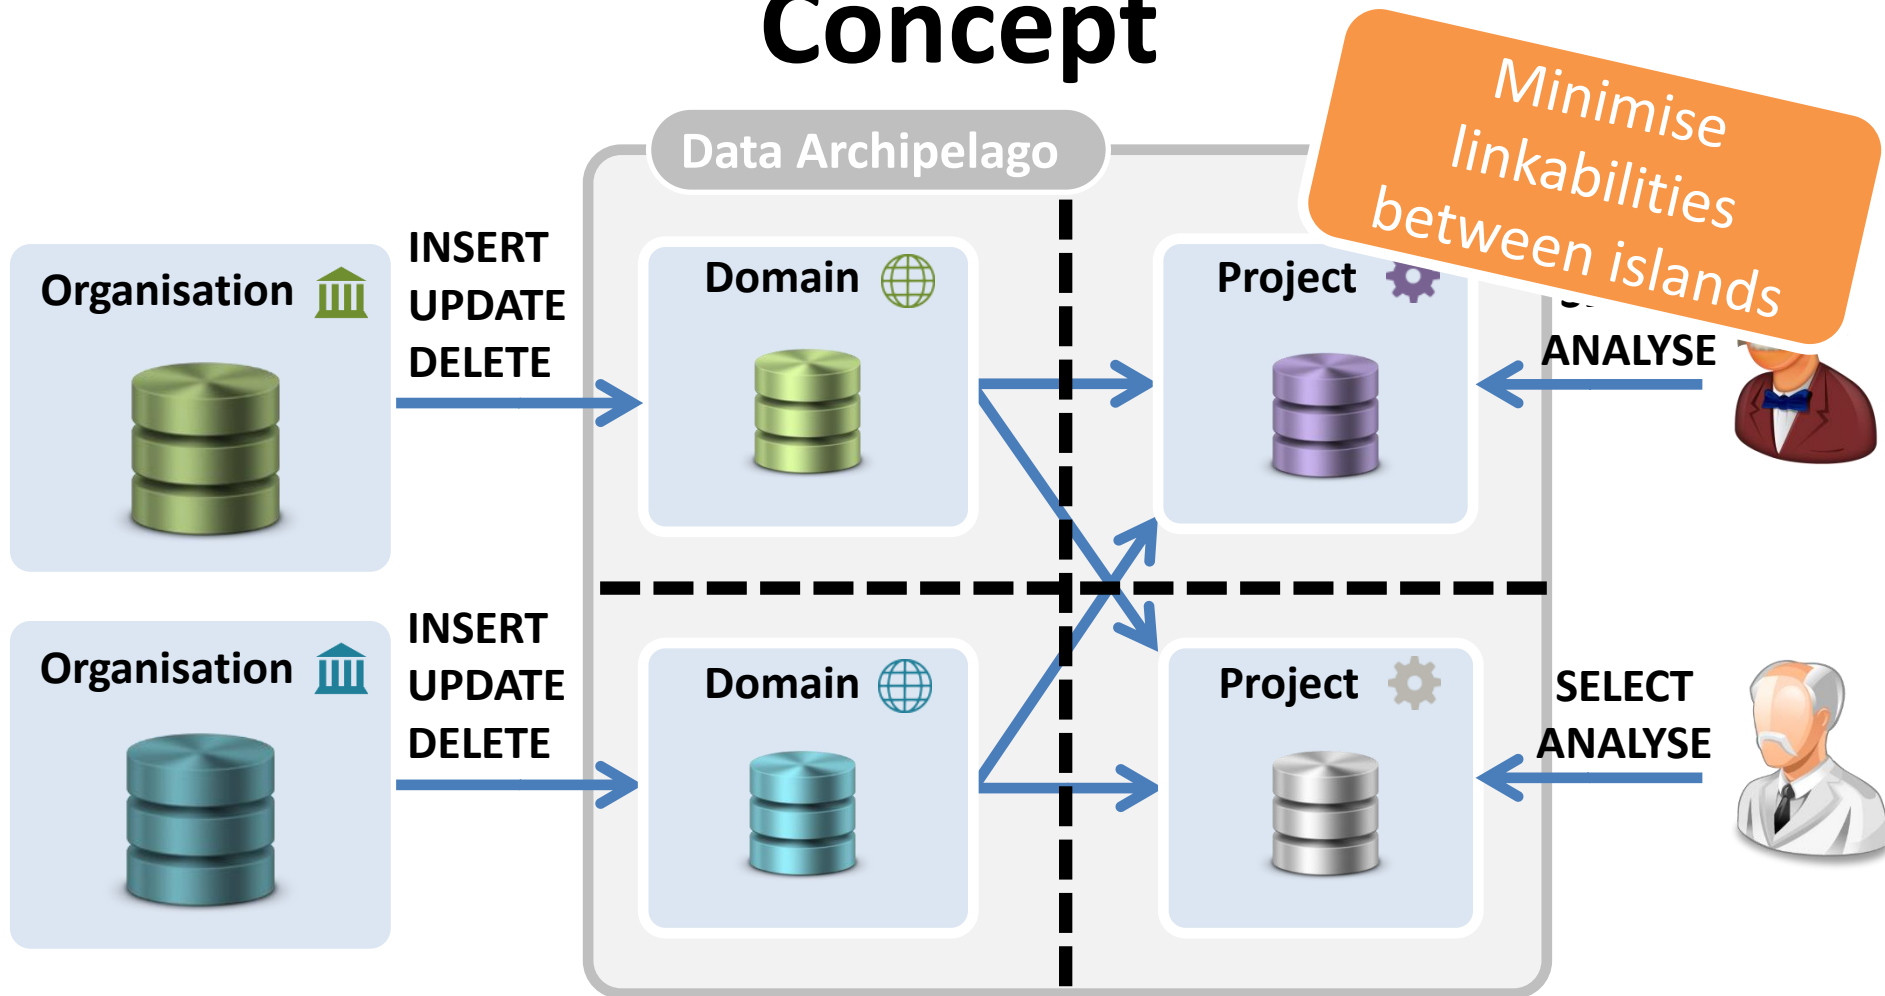 Concept
Data Archipelago
Minimise
linkabilities
between islands
Organisation
INSERT
UPDATE
DELETE
Domain
Project
ANALYSE
Organisation
INSERT
UPDATE
DELETE
Domain
Project
SELECT
ANALYSE